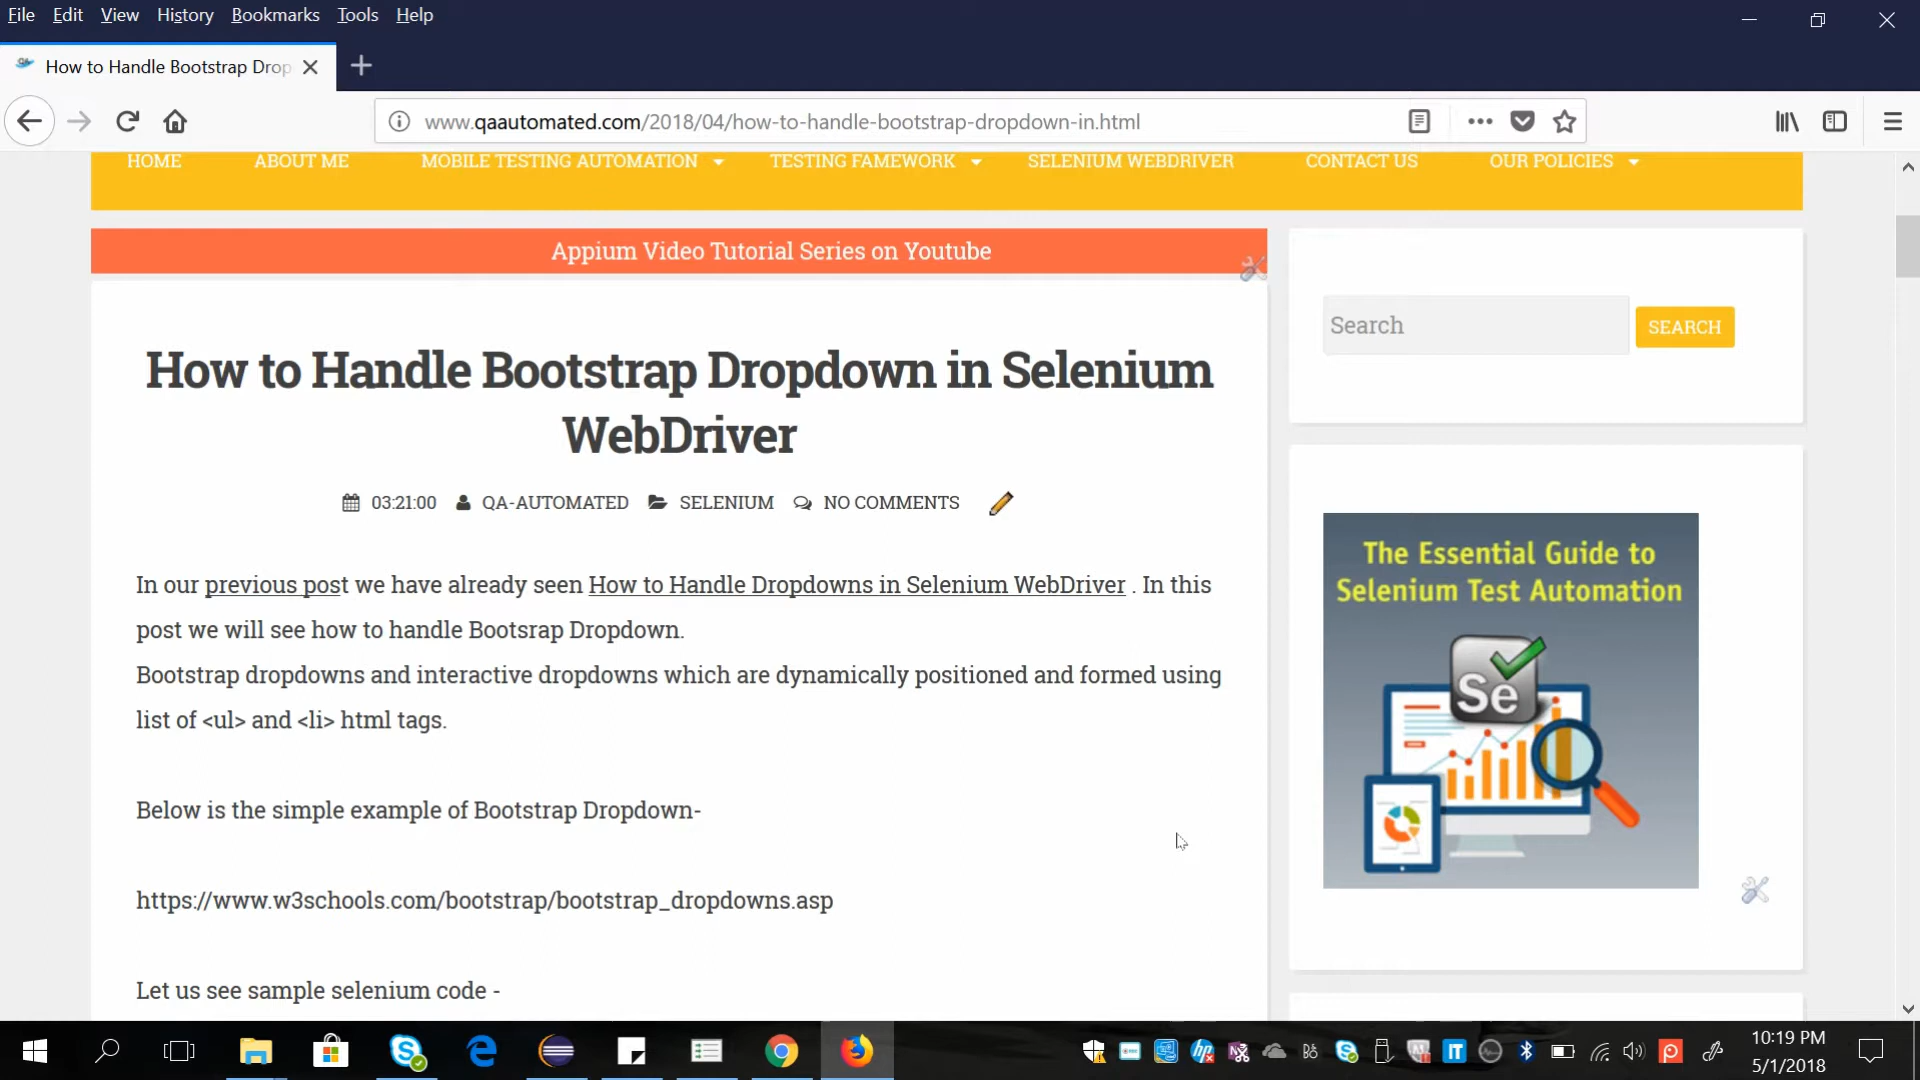 File Edit View History Bookmarks Tools Help
How to Handle Bootstrap Drop
www.qaautomated.com/2018/04/how-to-handle-bootstrap-dropdown-in.html
HOME ABOUT ME MOBILE TESTING AUTOMATION TESTING FAMEWORK SELENIUM WEBDRIVER CONTACT US OUR POLICIES
Appium Video Tutorial Series on Youtube
Search SEARCH
How to Handle Bootstrap Dropdown in Selenium
WebDriver
03:21:00 QA-AUTOMATED SELENIUM NO COMMENTS
In our previous post we have already seen How to Handle Dropdowns in Selenium WebDriver . In this
post we will see how to handle Bootsrap Dropdown.
Bootstrap dropdowns and interactive dropdowns which are dynamically positioned and formed using
list of <ul> and <li> html tags.
Below is the simple example of Bootstrap Dropdown-
https://www.w3schools.com/bootstrap/bootstrap_dropdowns.asp
Let us see sample selenium code -
The Essential Guide to
Selenium Test Automation
Se
10:19 PM
5/1/2018